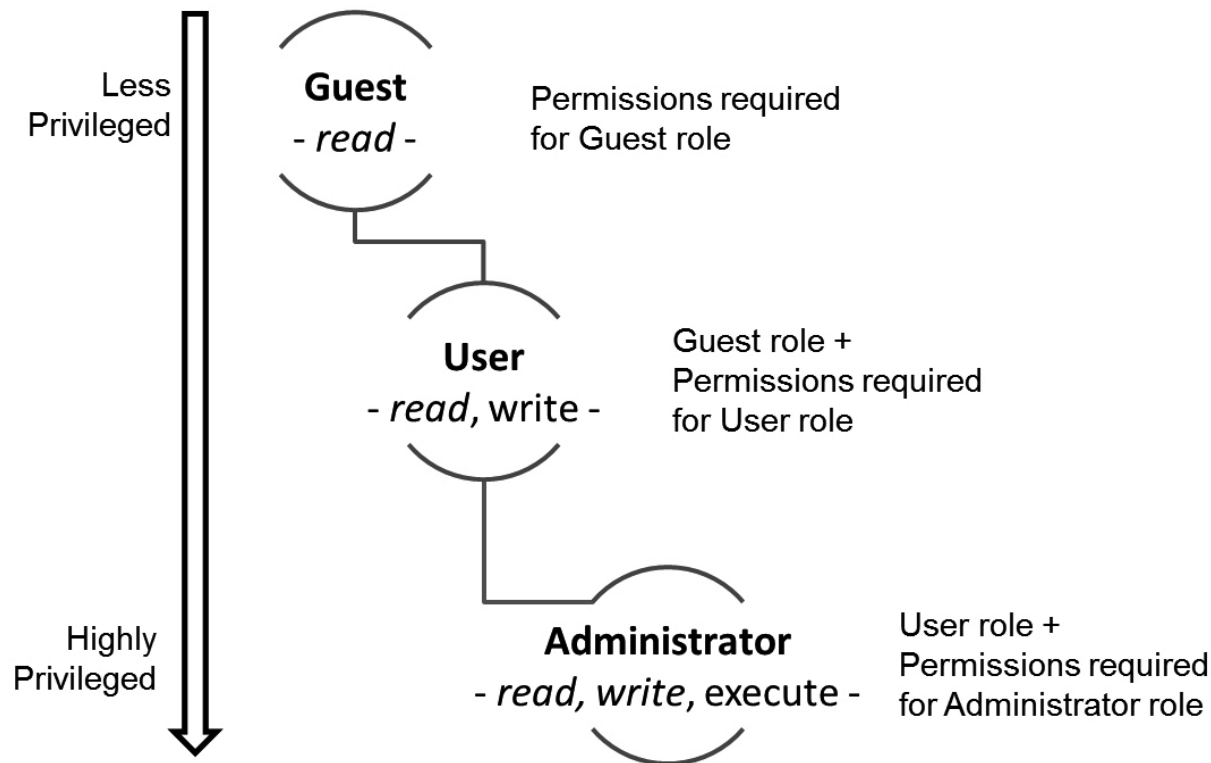 Less
Privileged
Guest
- read -
Permissions required
for Guest role
User
- read, write -
Guest role +
Permissions required
for User role
Highly
Privileged
Administrator
- read, write, execute -
User role +
Permissions required
for Administrator role